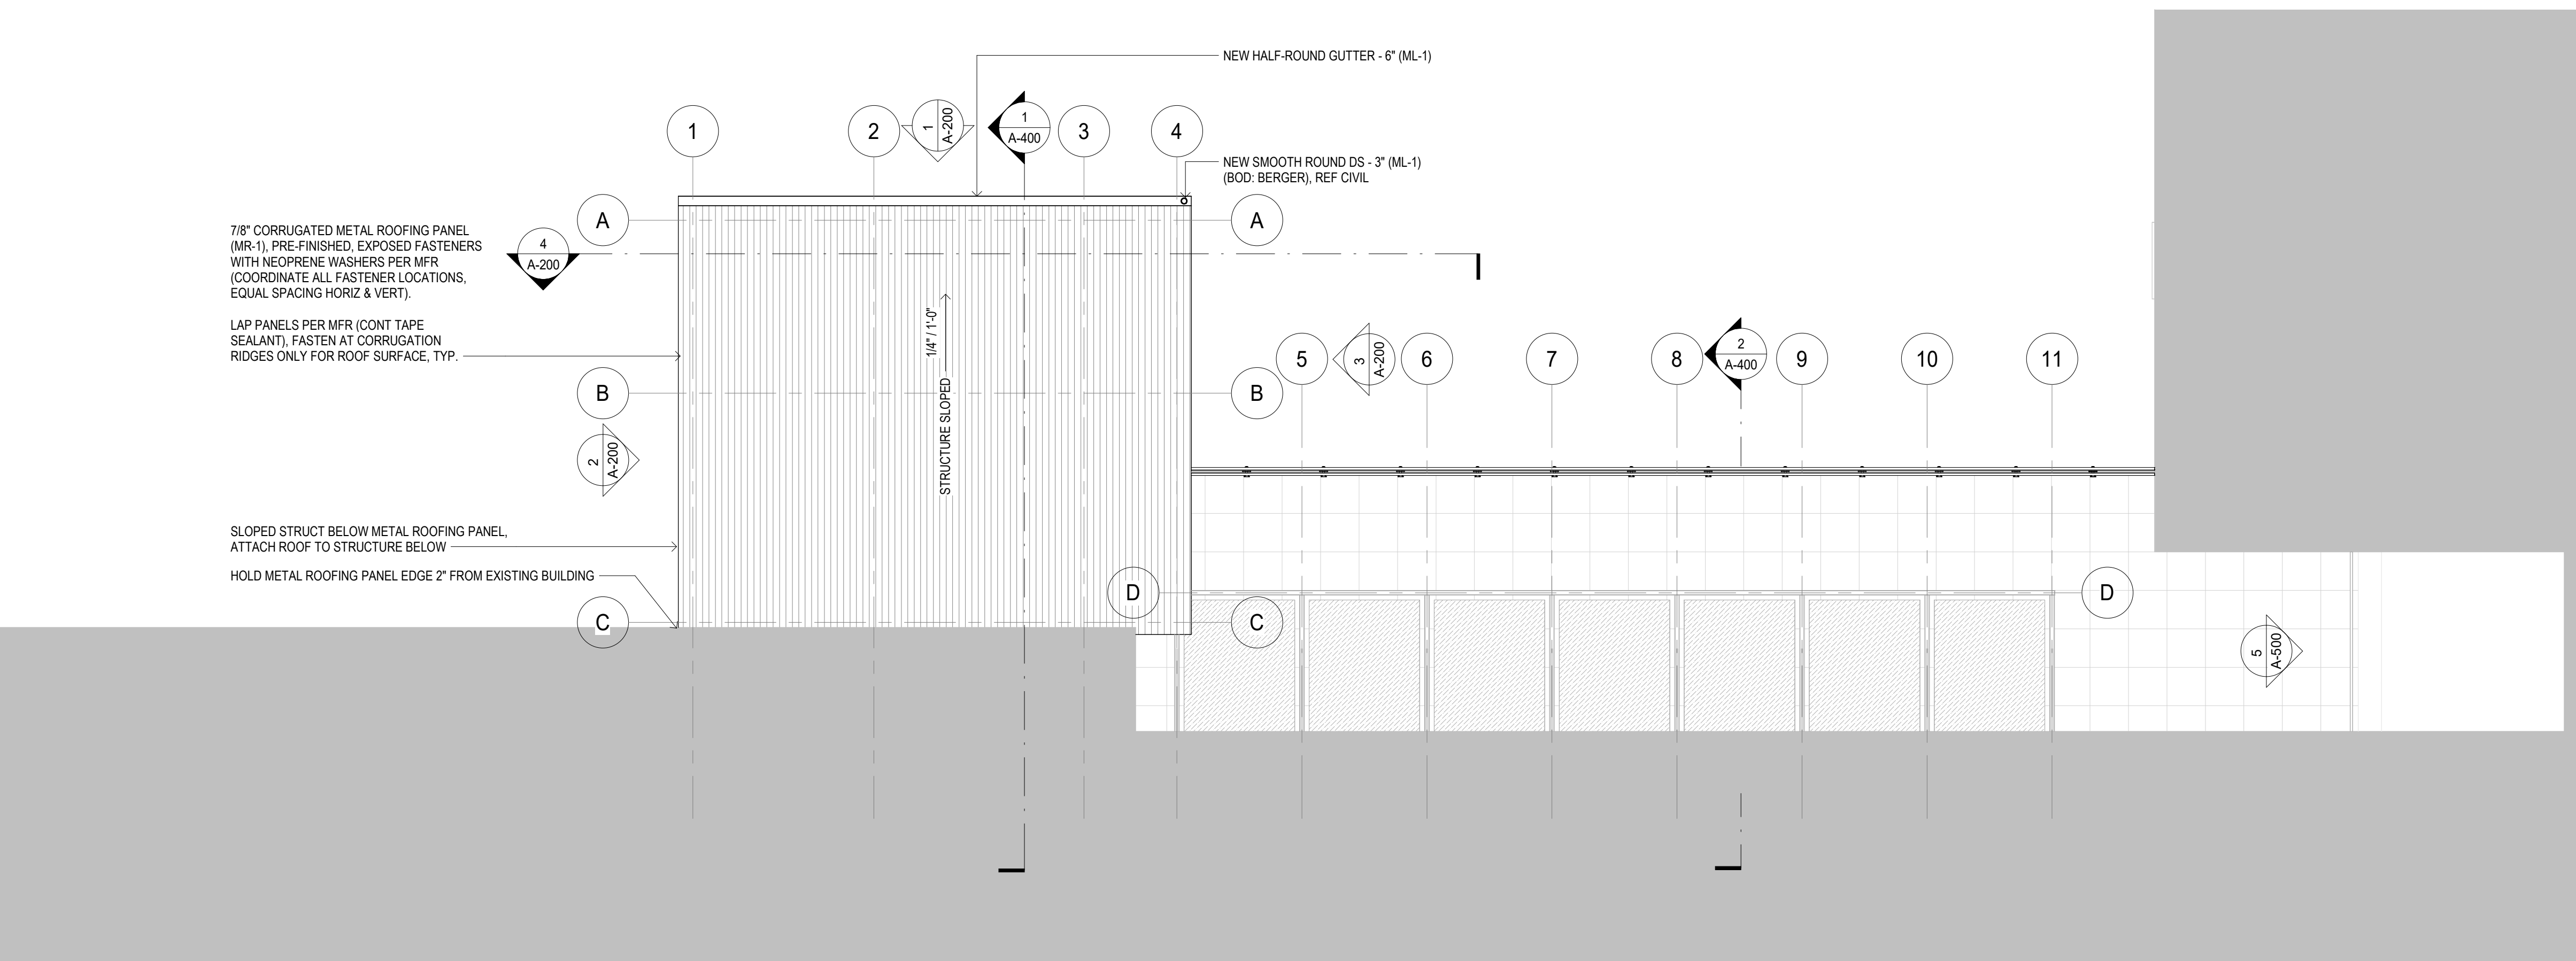 NEW HALF-ROUND GUTTER - 6" (ML-1)
1
2
1
A-200
1
A-400
3
4
NEW SMOOTH ROUND DS - 3" (ML-1)
(BOD: BERGER), REF CIVIL
A
A
7/8" CORRUGATED METAL ROOFING PANEL
(MR-1), PRE-FINISHED, EXPOSED FASTENERS
WITH NEOPRENE WASHERS PER MFR
(COORDINATE ALL FASTENER LOCATIONS,
EQUAL SPACING HORIZ & VERT).
4
A-200
LAP PANELS PER MFR (CONT TAPE
SEALANT), FASTEN AT CORRUGATION
RIDGES ONLY FOR ROOF SURFACE, TYP.
STRUCTURE SLOPED
1/4" / 1'-0"
5
3
A-200
6
7
8
2
A-400
9
10
11
B
B
2
A-200
SLOPED STRUCT BELOW METAL ROOFING PANEL,
ATTACH ROOF TO STRUCTURE BELOW
HOLD METAL ROOFING PANEL EDGE 2" FROM EXISTING BUILDING
D
D
C
C
5
A-500